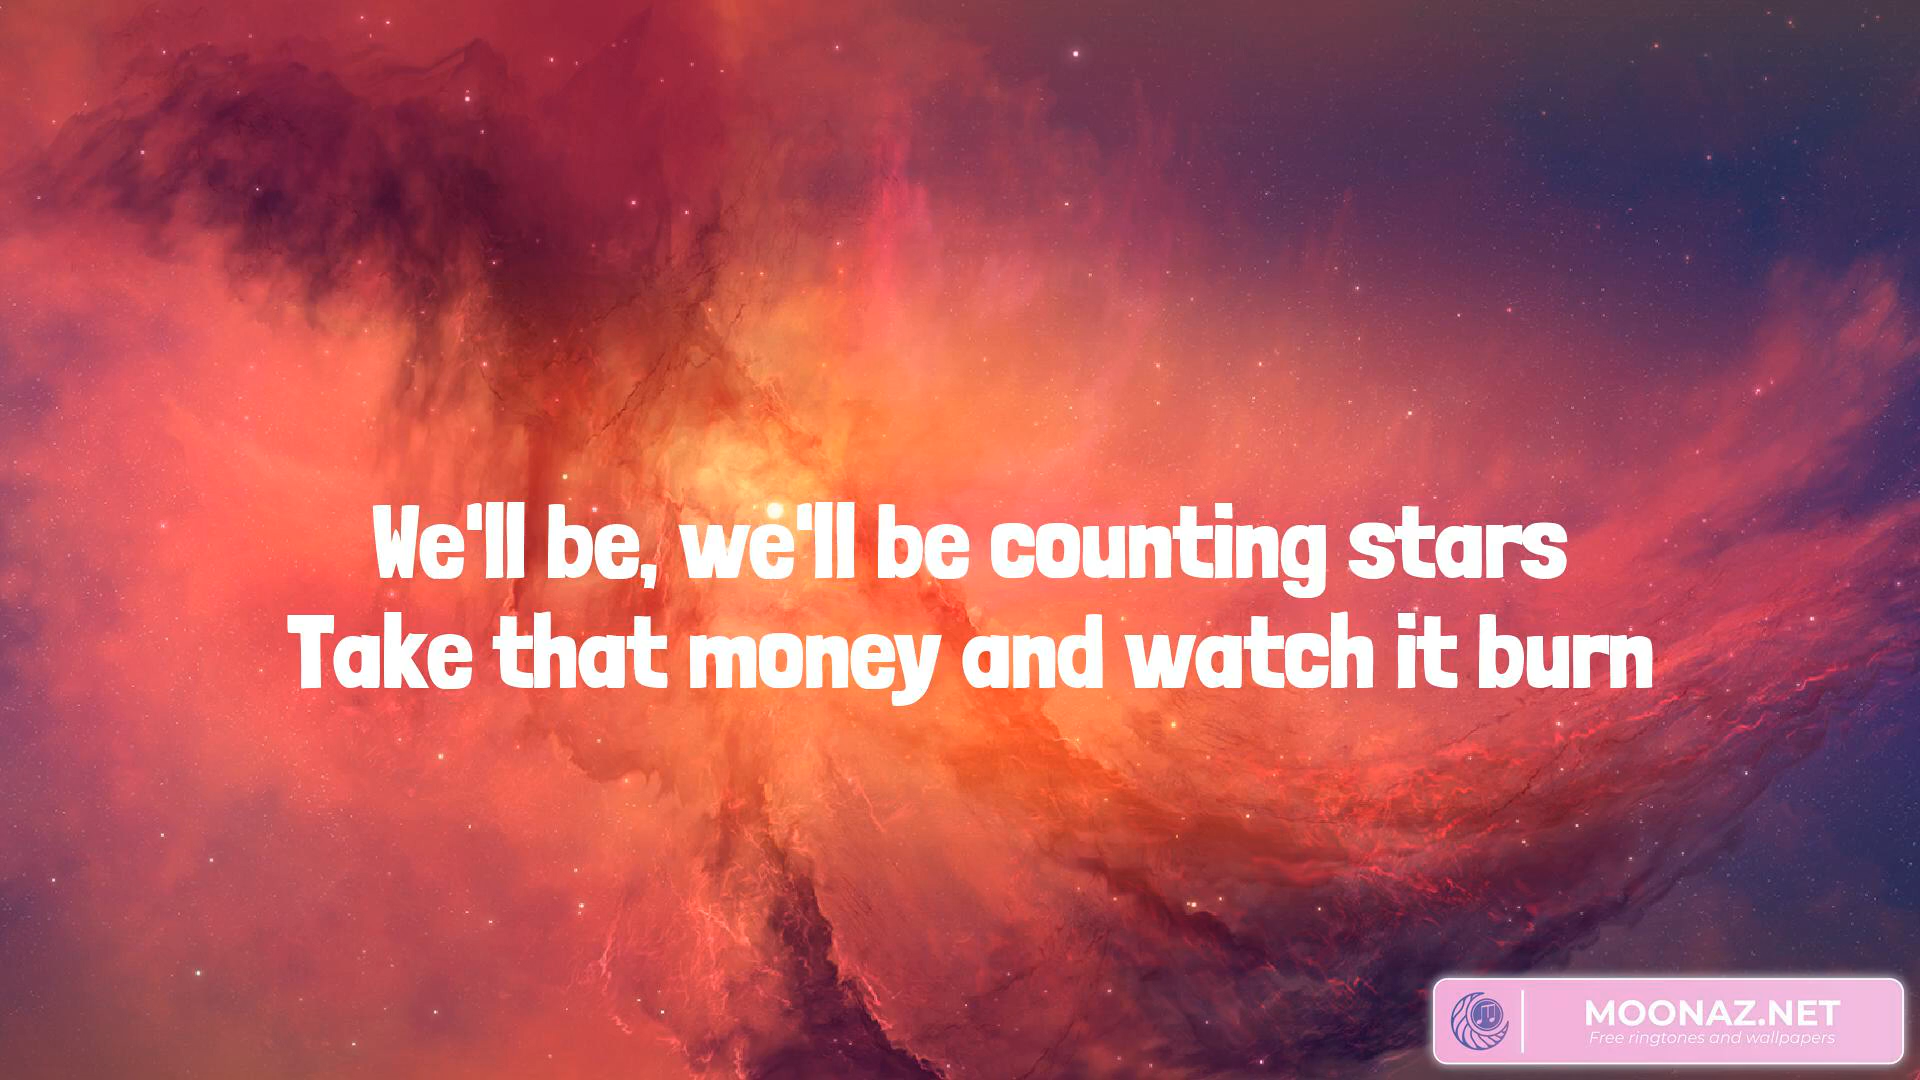 We'll be, we'll be counting stars
Take that money and watch it burn
MOONAZ.NET
Free ringtones and wallpapers